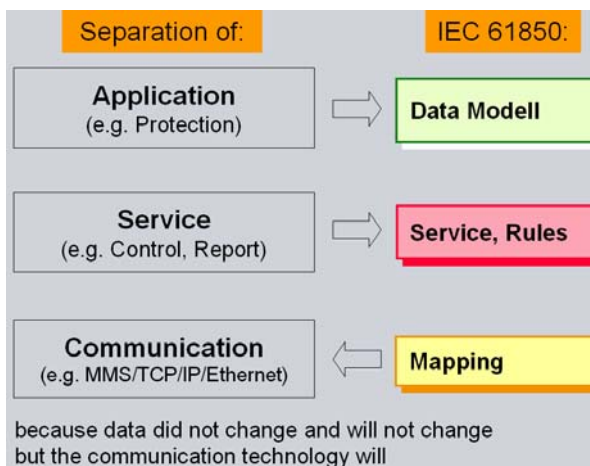 Separation of:
IEC 61850:
Application
(e.g. Protection)
Data Modell
Service
(e.g. Control, Report)
Service, Rules
Communication
(e.g. MMS/TCP/IP/Ethernet)
Mapping
because data did not change and will not change
but the communication technology will